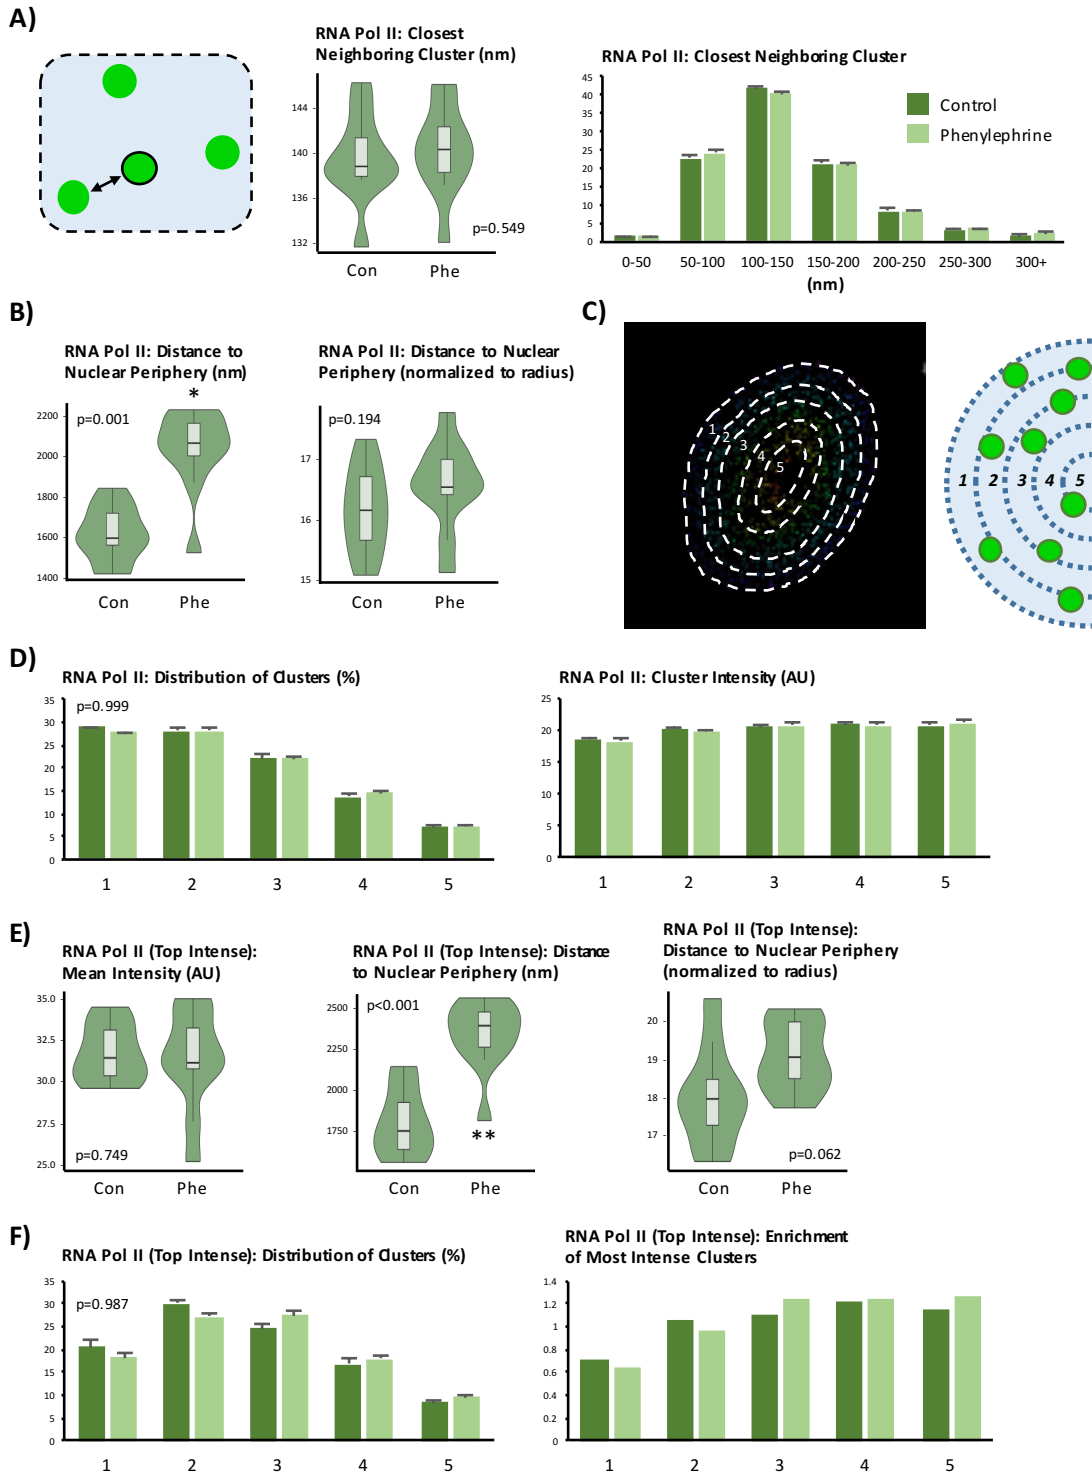 A)
RNA Pol II: Closest
Neighboring Cluster (nm)
144
140
136
132
p=0.549
Con Phe
RNA Pol II: Closest Neighboring Cluster
45
40
35
30
25
20
15
10
5
0
Control
Phenylephrine
0-50 50-100 100-150 150-200 200-250 250-300 300+
(nm)
B)
RNA Pol II: Distance to
Nuclear Periphery (nm)
*
p=0.001
2200
2000
1800
1600
1400
Con Phe
RNA Pol II: Distance to Nuclear
Periphery (normalized to radius)
p=0.194
17
16
15
Con Phe
C)
1 2 3 4 5
1 2 3 4 5
D)
RNA Pol II: Distribution of Clusters (%)
p=0.999
35
30
25
20
15
10
5
0
1 2 3 4 5
RNA Pol II: Cluster Intensity (AU)
25
20
15
10
5
0
1 2 3 4 5
E)
RNA Pol II (Top Intense):
Mean Intensity (AU)
35.0
32.5
30.0
27.5
25.0
p=0.749
Con Phe
RNA Pol II (Top Intense): Distance
to Nuclear Periphery (nm)
p<0.001
2500
2250
2000
1750
**
Con Phe
RNA Pol II (Top Intense):
Distance to Nuclear Periphery
(normalized to radius)
20
19
18
17
p=0.062
Con Phe
F)
RNA Pol II (Top Intense): Distribution of Clusters (%)
p=0.987
35
30
25
20
15
10
5
0
1 2 3 4 5
RNA Pol II (Top Intense): Enrichment
of Most Intense Clusters
1.4
1.2
1
0.8
0.6
0.4
0.2
0
1 2 3 4 5